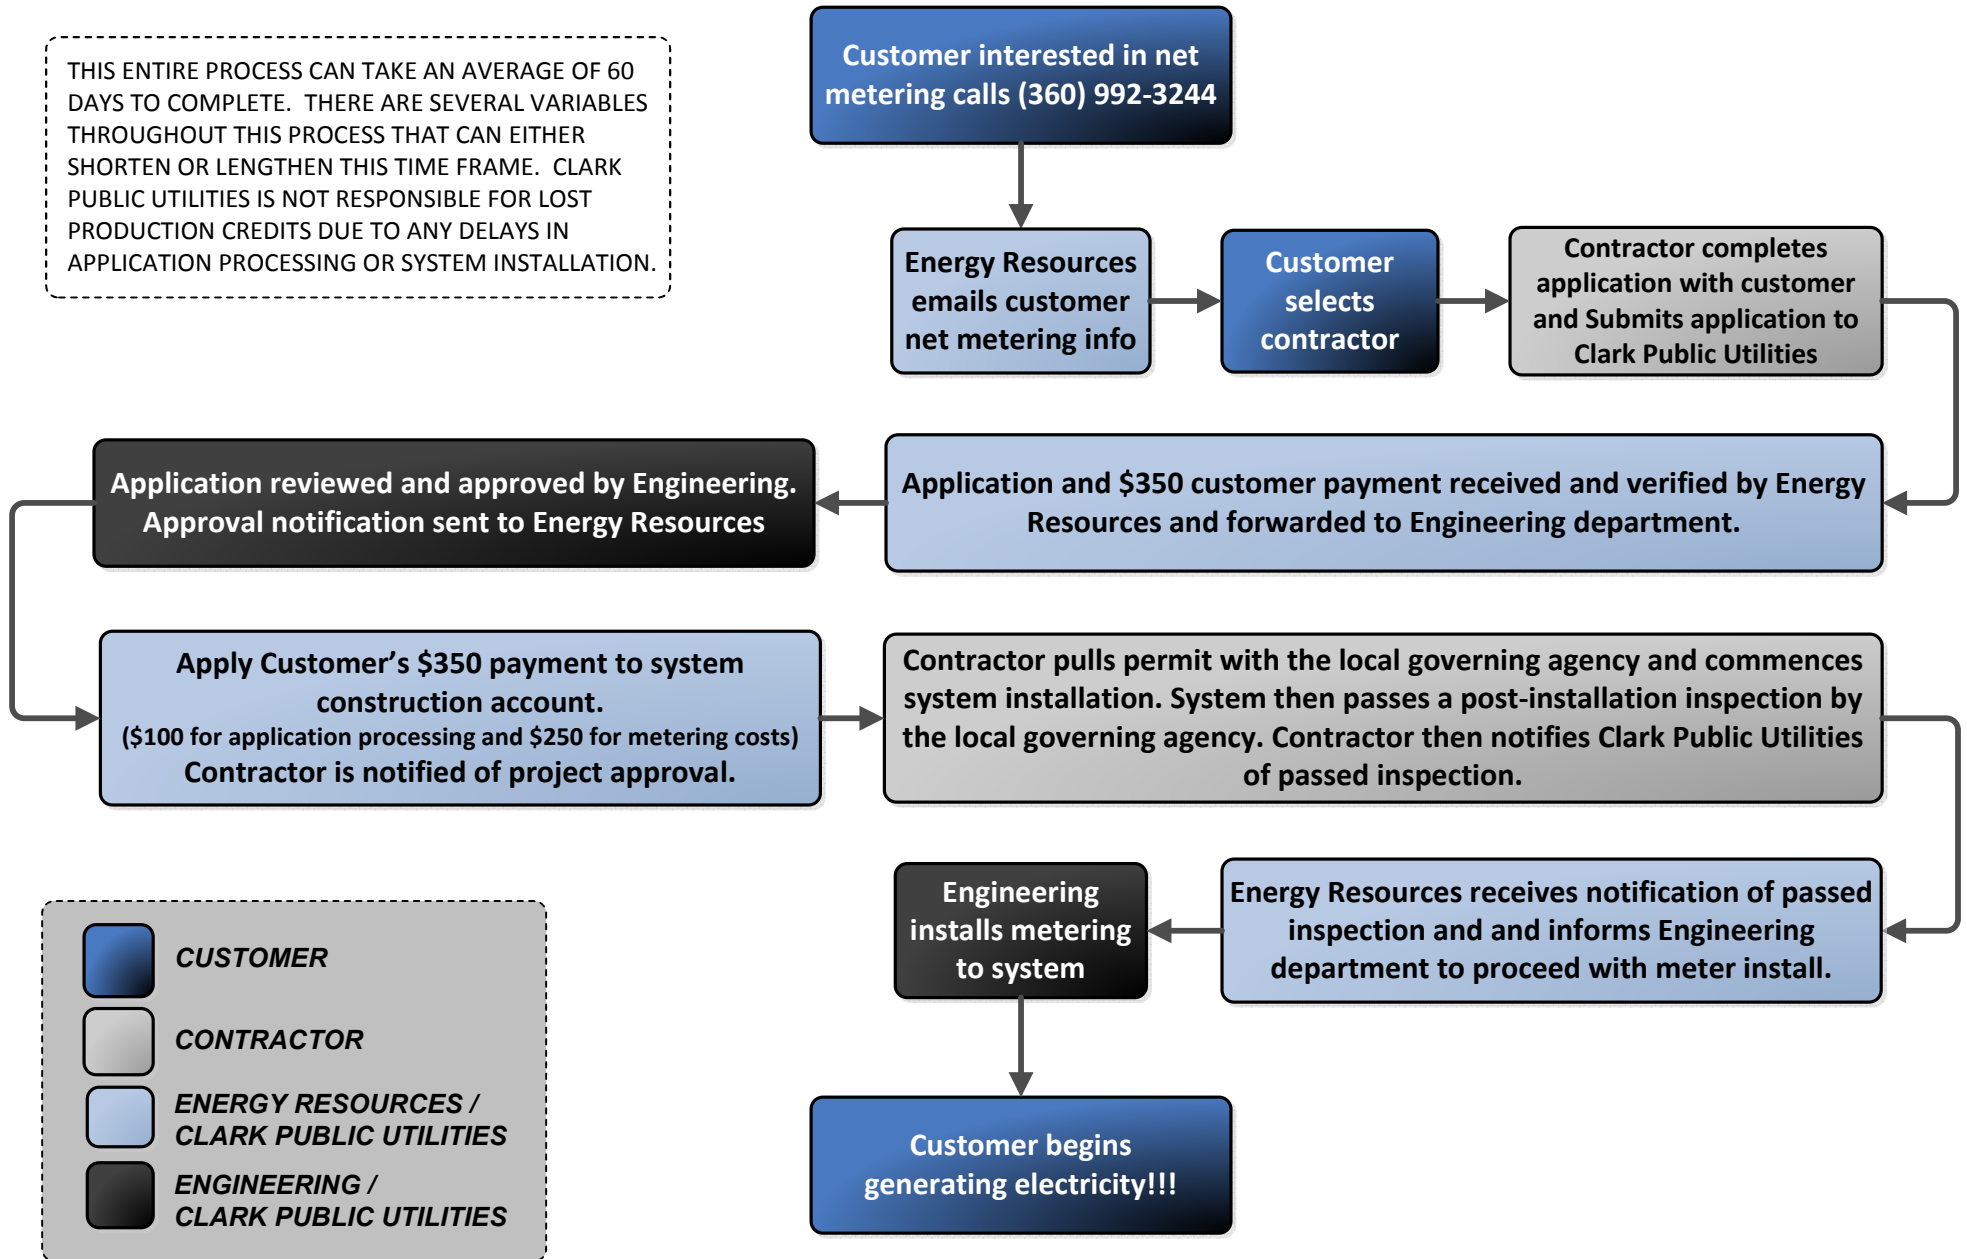 THIS ENTIRE PROCESS CAN TAKE AN AVERAGE OF 60
DAYS TO COMPLETE.  THERE ARE SEVERAL VARIABLES
THROUGHOUT THIS PROCESS THAT CAN EITHER
SHORTEN OR LENGTHEN THIS TIME FRAME.  CLARK
PUBLIC UTILITIES IS NOT RESPONSIBLE FOR LOST
PRODUCTION CREDITS DUE TO ANY DELAYS IN
APPLICATION PROCESSING OR SYSTEM INSTALLATION.
Customer interested in net
metering calls (360) 992-3244
Energy Resources
emails customer
net metering info
Customer
selects
contractor
Contractor completes
application with customer
and Submits application to
Clark Public Utilities
Application and $350 customer payment received and verified by Energy
Resources and forwarded to Engineering department.
Application reviewed and approved by Engineering.
Approval notification sent to Energy Resources
Apply Customer’s $350 payment to system
construction account.
($100 for application processing and $250 for metering costs)
Contractor is notified of project approval.
Contractor pulls permit with the local governing agency and commences
system installation. System then passes a post-installation inspection by
the local governing agency. Contractor then notifies Clark Public Utilities
of passed inspection.
Energy Resources receives notification of passed
inspection and and informs Engineering
department to proceed with meter install.
Engineering
installs metering
to system
Customer begins
generating electricity!!!
CUSTOMER
CONTRACTOR
ENERGY RESOURCES /
CLARK PUBLIC UTILITIES
ENGINEERING /
CLARK PUBLIC UTILITIES